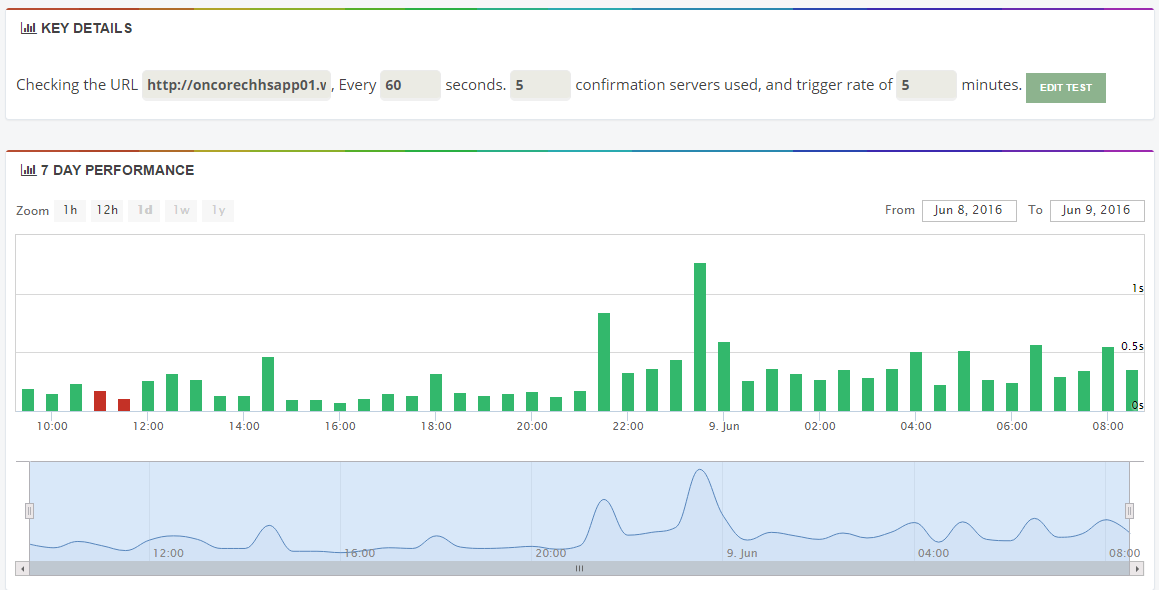 KEY DETAILS
Checking the URL http://oncorechhsapp01.w , Every 60 seconds. 5 confirmation servers used, and trigger rate of 5 minutes. EDIT TEST
7 DAY PERFORMANCE
Zoom 1h 12h 1d 1w 1y From Jun 8, 2016 To Jun 9, 2016
1s
0.5s
0s
10:00 12:00 14:00 16:00 18:00 20:00 22:00 9. Jun 02:00 04:00 06:00 08:00
12:00 16:00 20:00 9. Jun 04:00 08:00